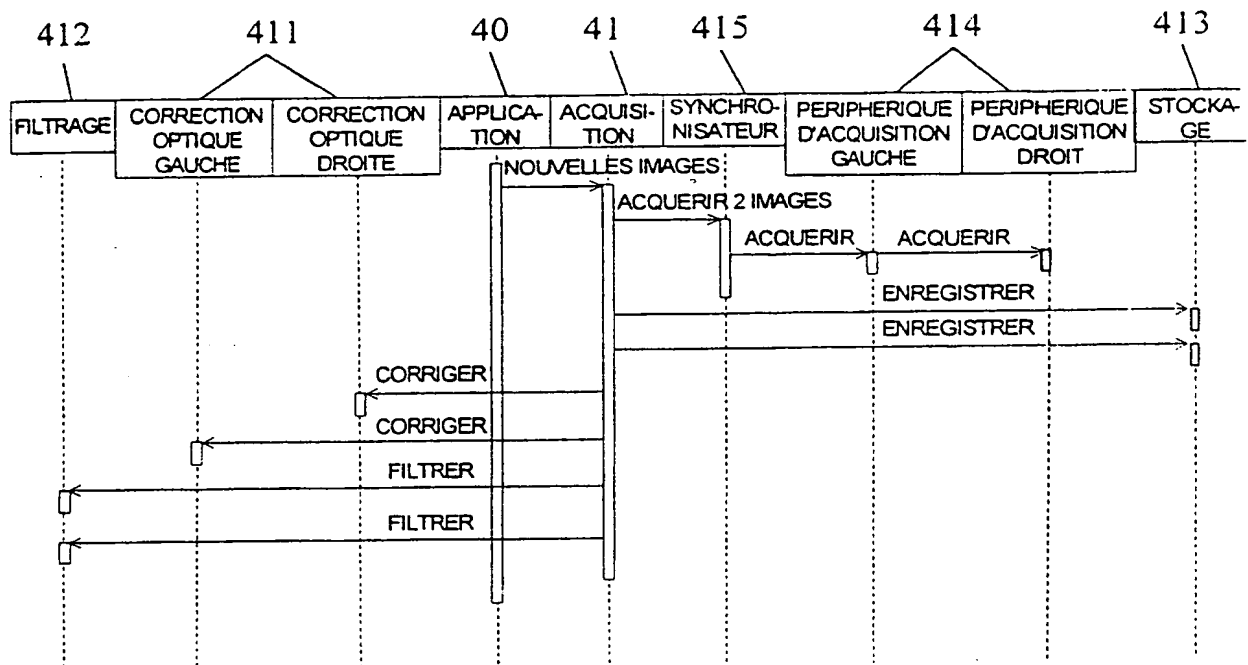 412
411
40
41
415
414
413
FILTRAGE
CORRECTION
OPTIQUE
GAUCHE
CORRECTION
OPTIQUE
DROITE
APPLICA-
TION
ACQUISI-
TION
SYNCHRO-
NISATEUR
PERIPHERIQUE
D'ACQUISITION
GAUCHE
PERIPHERIQUE
D'ACQUISITION
DROIT
STOCKA-
GE
NOUVELLES IMAGES
ACQUERIR 2 IMAGES
ACQUERIR
ACQUERIR
ENREGISTRER
ENREGISTRER
CORRIGER
CORRIGER
FILTRER
FILTRER